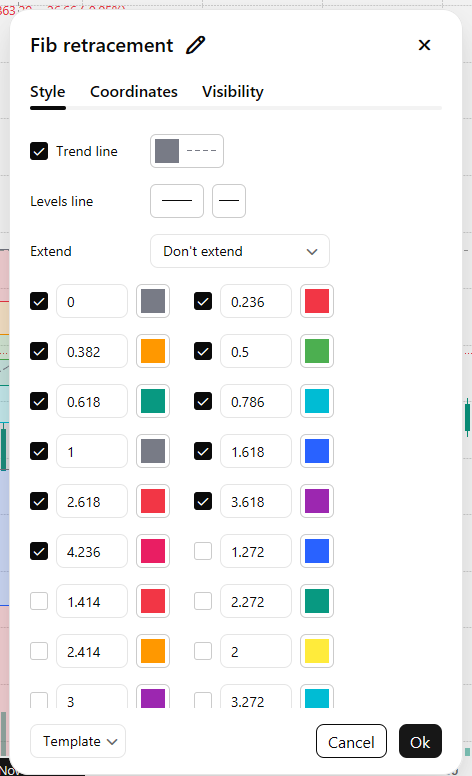 Fib retracement
Style Coordinates Visibility
Trend line
Levels line
Extend Don't extend
0 0.236
0.382 0.5
0.618 0.786
1 1.618
2.618 3.618
4.236 1.272
1.414 2.272
2.414 2
3 3.272
Template Cancel Ok
Nov